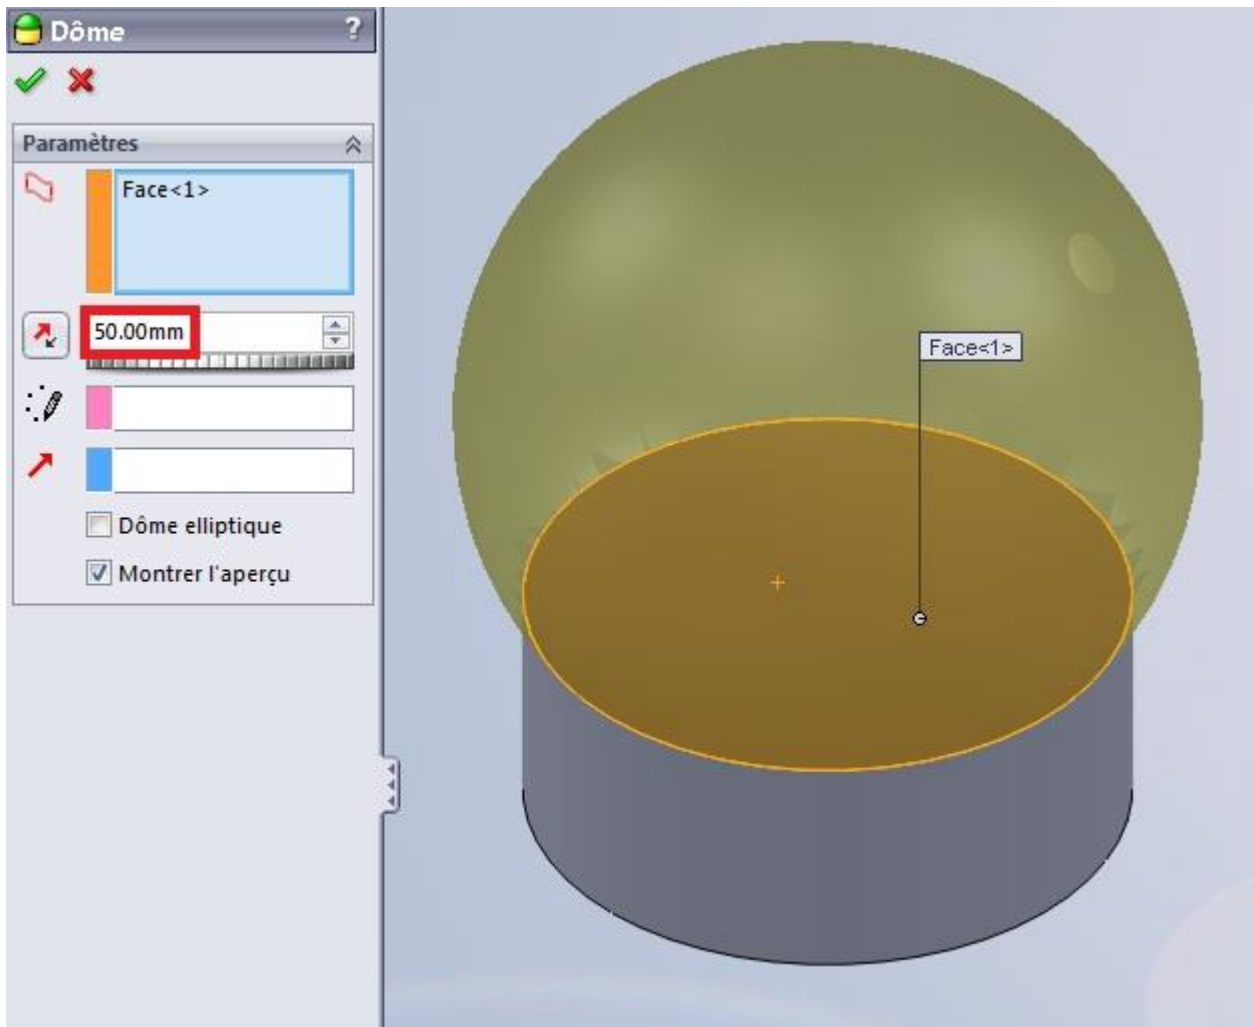 Dôme ?
Paramètres
Face<1>
50.00mm
Face<1>
Dôme elliptique
Montrer l'aperçu